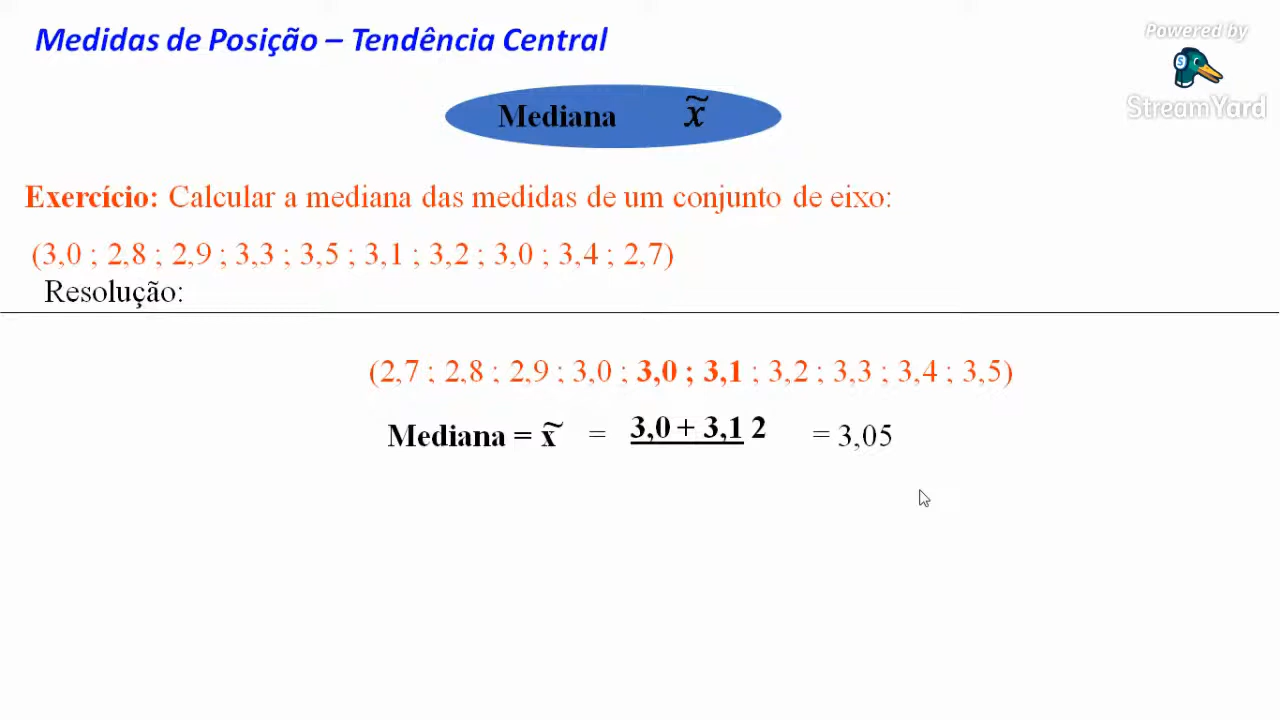 Medidas de Posição – Tendência Central
Powered by
StreamYard
Mediana x̃
Exercício: Calcular a mediana das medidas de um conjunto de eixo:
(3,0 ; 2,8 ; 2,9 ; 3,3 ; 3,5 ; 3,1 ; 3,2 ; 3,0 ; 3,4 ; 2,7)
Resolução:
(2,7 ; 2,8 ; 2,9 ; 3,0 ; 3,0 ; 3,1 ; 3,2 ; 3,3 ; 3,4 ; 3,5)
Mediana = x̃ = 3,0 + 3,1 2 = 3,05